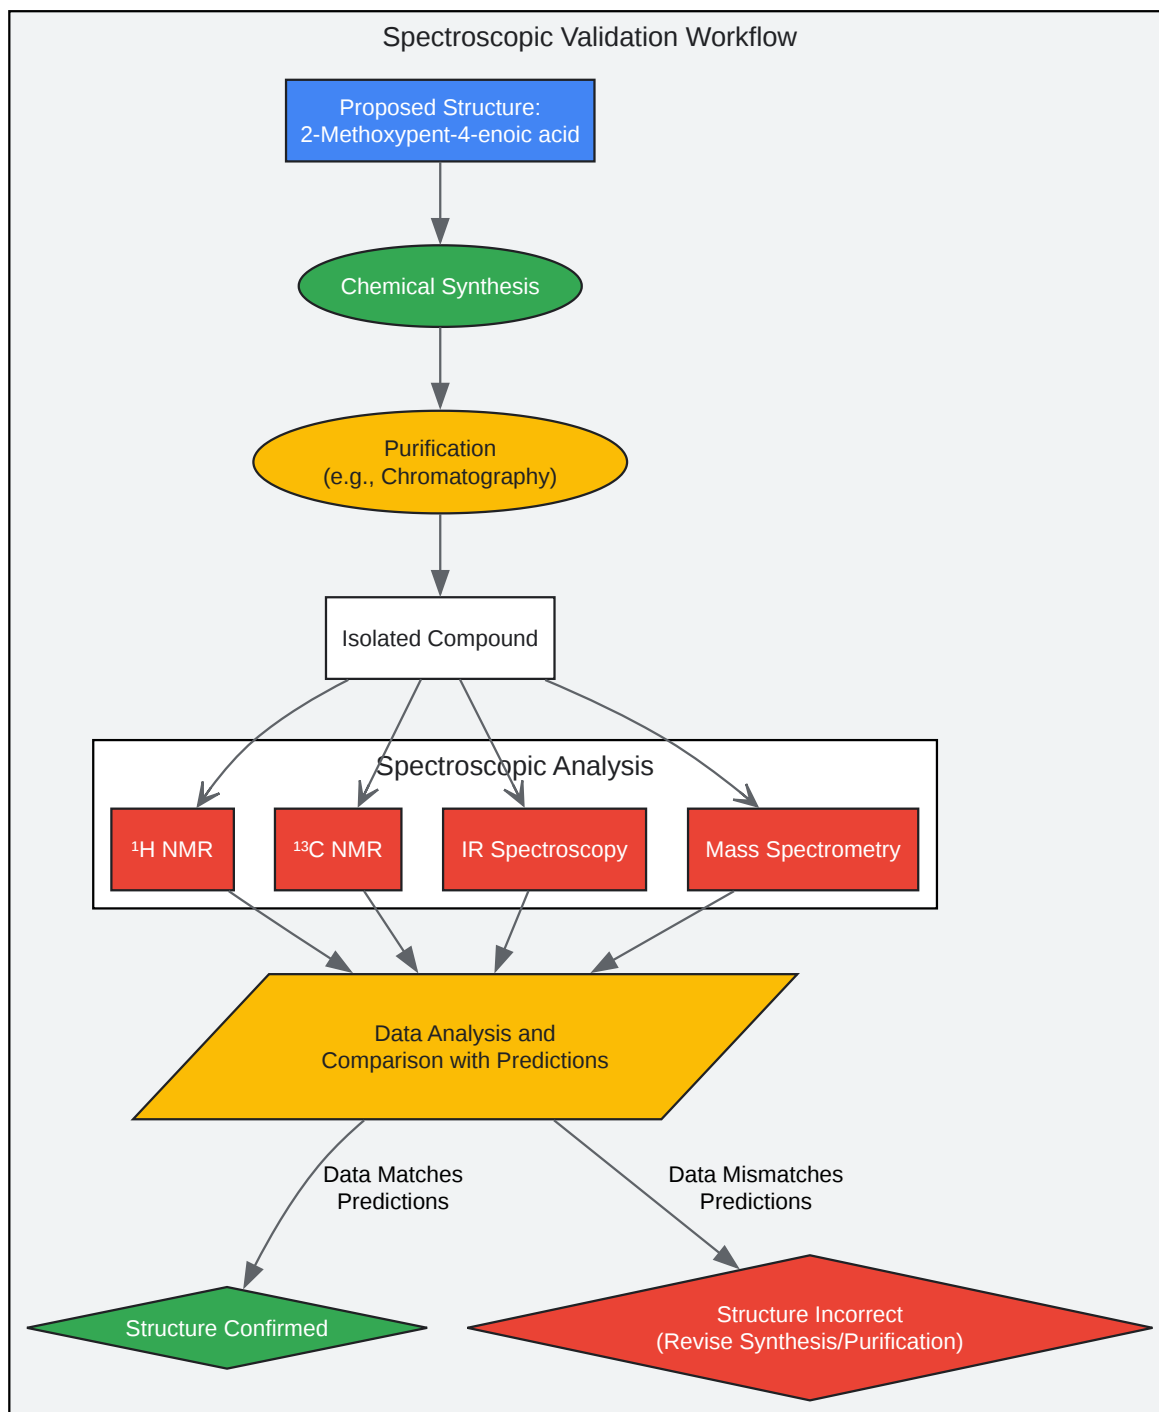 Spectroscopic Validation Workflow
Proposed Structure:
2-Methoxypent-4-enoic acid
Chemical Synthesis
Purification
(e.g., Chromatography)
Isolated Compound
Spectroscopic Analysis
¹H NMR
¹³C NMR
IR Spectroscopy
Mass Spectrometry
Data Analysis and
Comparison with Predictions
Data Matches
Predictions
Data Mismatches
Predictions
Structure Confirmed
Structure Incorrect
(Revise Synthesis/Purification)